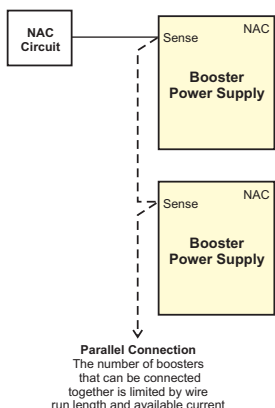 NAC
Circuit
NAC
Sense
Booster
Power Supply
NAC
Sense
Booster
Power Supply
Parallel Connection
The number of boosters
that can be connected
together is limited by wire
run length and available current